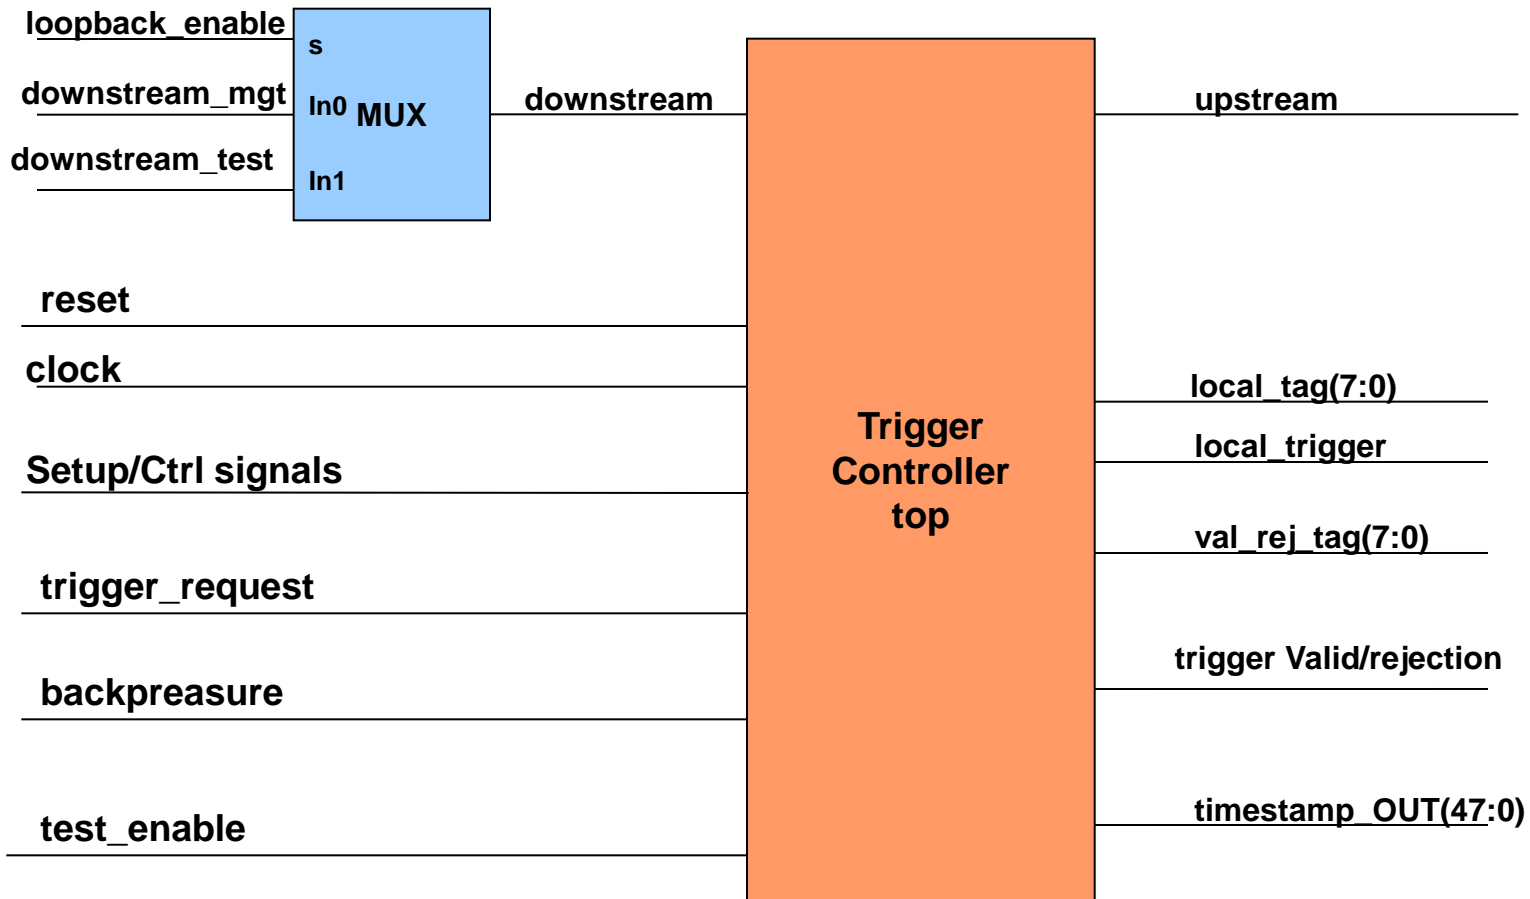 loopback_enable
s
downstream_mgt
In0
MUX
downstream
upstream
downstream_test
In1
reset
clock
local_tag(7:0)
Trigger
Controller
top
local_trigger
Setup/Ctrl signals
val_rej_tag(7:0)
trigger_request
trigger Valid/rejection
backpreasure
timestamp_OUT(47:0)
test_enable